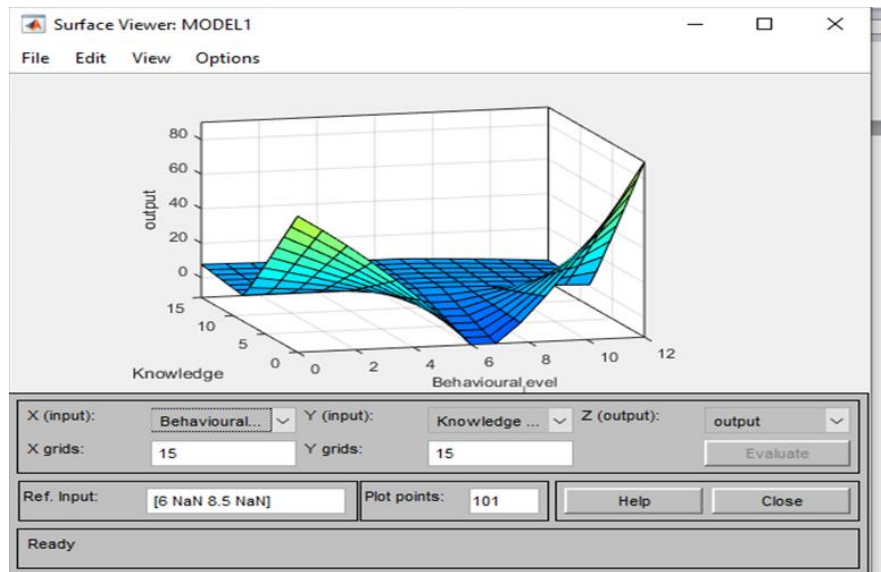 Surface Viewer: MODEL1
File Edit View Options
80
60
40
20
0
output
15
10
5
0
Knowledge
0 2 4 6 8 10 12
Behavioural evel
X (input): Behavioural... Y (input): Knowledge ... Z (output): output
X grids: 15 Y grids: 15 Evaluate
Ref. Input: [6 NaN 8.5 NaN] Plot points: 101 Help Close
Ready